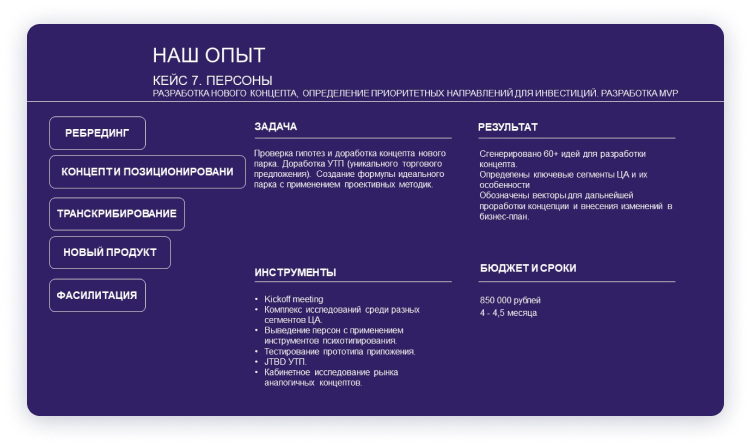 НАШ ОПЫТ
КЕЙС 7. ПЕРСОНЫ
РАЗРАБОТКА НОВОГО КОНЦЕПТА, ОПРЕДЕЛЕНИЕ ПРИОРИТЕТНЫХ НАПРАВЛЕНИЙ ДЛЯ ИНВЕСТИЦИЙ. РАЗРАБОТКА MVP
РЕБРЕДИНГ
КОНЦЕПТ И ПОЗИЦИОНИРОВАНИ
ТРАНСКРИБИРОВАНИЕ
НОВЫЙ ПРОДУКТ
ФАСИЛИТАЦИЯ
ЗАДАЧА
Проверка гипотез и доработка концепта нового
парка. Доработка УТП (уникального торгового
предложения). Создание формулы идеального
парка с применением проективных методик.
РЕЗУЛЬТАТ
Сгенерировано 60+ идей для разработки
концепта.
Определены ключевые сегменты ЦА и их
особенности
Обозначены векторы для дальнейшей
проработки концепции и внесения изменений в
бизнес-план.
ИНСТРУМЕНТЫ
• Kickoff meeting
• Комплекс исследований среди разных
сегментов ЦА.
• Выведение персон с применением
инструментов психотипирования.
• Тестирование прототипа приложения.
• JTBD УТП.
• Кабинетное исследование рынка
аналогичных концептов.
БЮДЖЕТ И СРОКИ
850 000 рублей
4 - 4,5 месяца